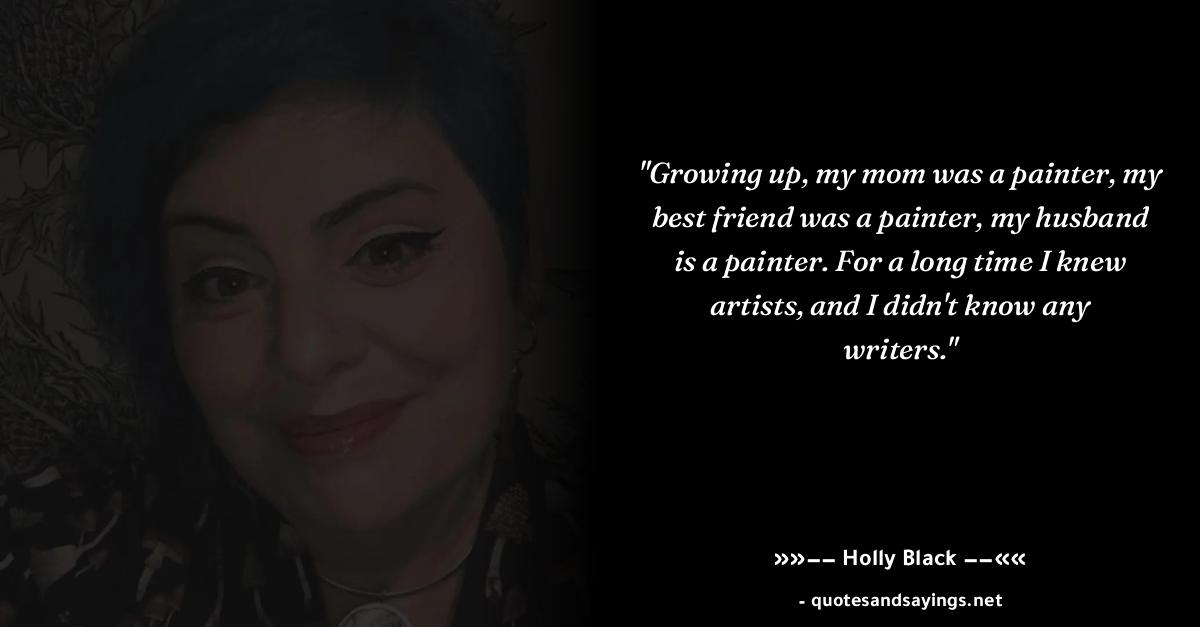 "Growing up, my mom was a painter, my
best friend was a painter, my husband
is a painter. For a long time I knew
artists, and I didn't know any
writers."
»»−− Holly Black −−««
- quotesandsayings.net